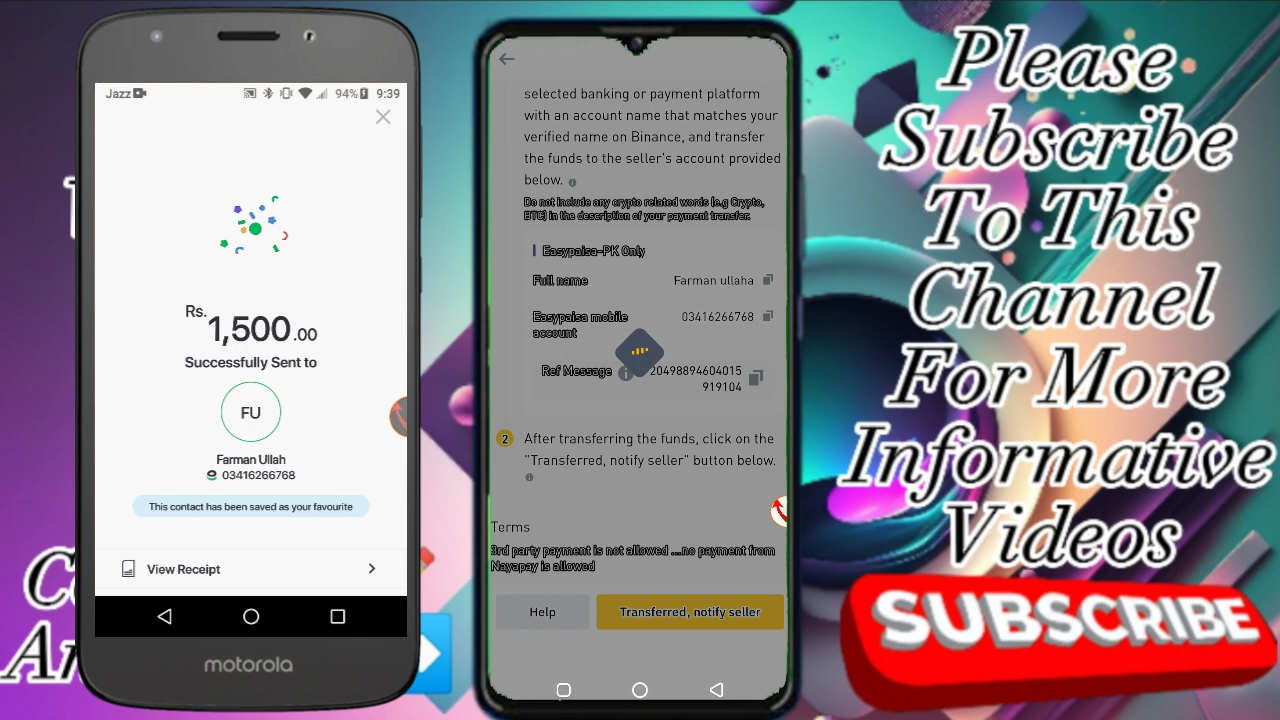 Jazz
94%
9:39
Rs.
1,500.00
Successfully Sent to
FU
Farman Ullah
03416266768
This contact has been saved as your favourite
View Receipt
motorola
selected banking or payment platform
with an account name that matches your
verified name on Binance, and transfer
the funds to the seller's account provided
below.
Do not include any crypto related words (e.g Crypto,
BTC) in the description of your payment transfer.
Easypaisa-PK Only
Full name
Farman ullaha
Easypaisa mobile
account
03416266768
Ref Message
20498894604015
919104
2 After transferring the funds, click on the
"Transferred, notify seller" button below.
Terms
3rd party payment is not allowed ....no payment from
Nayapay is allowed
Help
Transferred, notify seller
Please
Subscribe
To This
Channel
For More
Informative
Videos
SUBSCRIBE